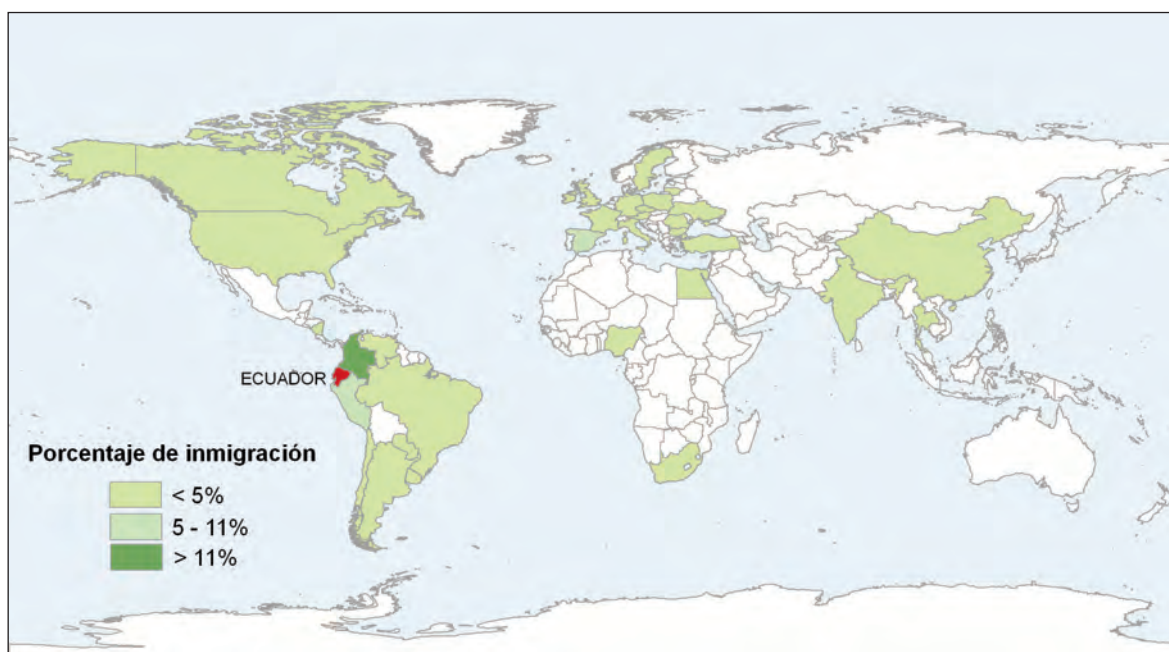 ECUADOR
Porcentaje de inmigración
< 5%
5 - 11%
> 11%